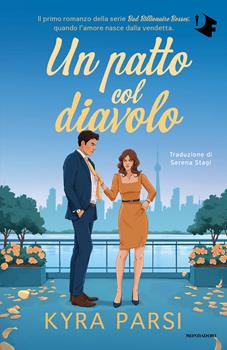 Il primo romanzo della serie Bad Billionaire Bosses:
quando l'amore nasce dalla vendetta.
Un patto
col
diavolo
Traduzione di
Serena Stagi
KYRA PARSI
MONDADORI